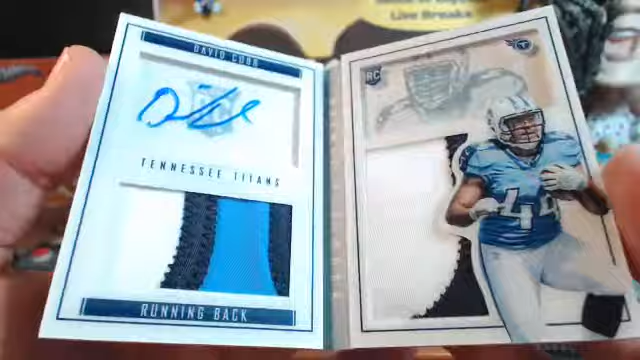 Live Breaks
DAVID COBB
RC
TENNESSEE TITANS
44
RUNNING BACK